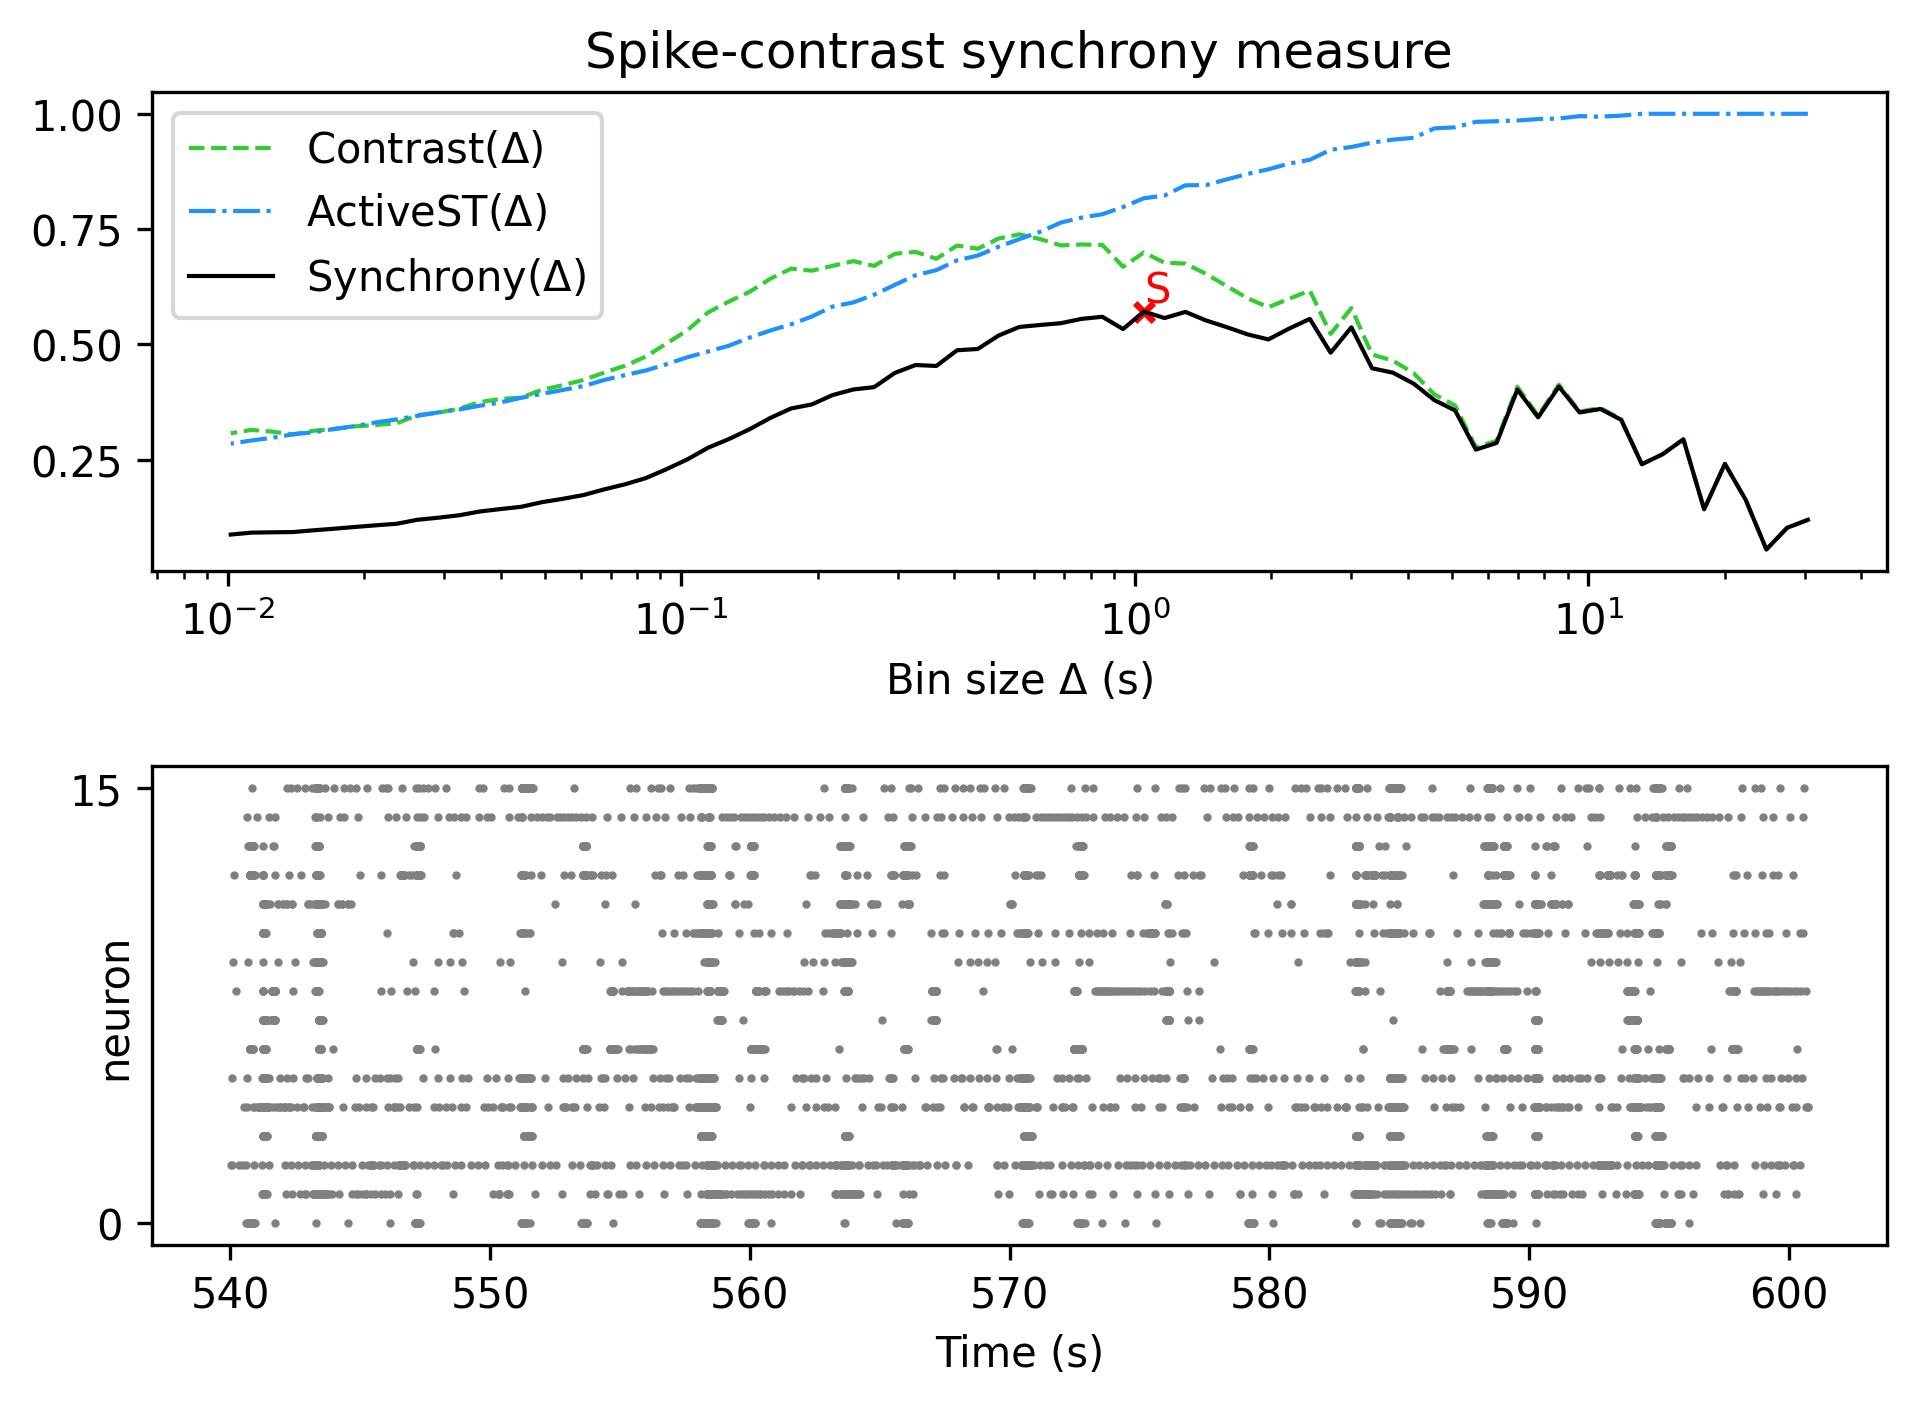 Spike-contrast synchrony measure
1.00
0.75
0.50
0.25
Contrast(Δ)
ActiveST(Δ)
Synchrony(Δ)
S
10⁻² 10⁻¹ 10⁰ 10¹
Bin size Δ (s)
15
0
neuron
540 550 560 570 580 590 600
Time (s)